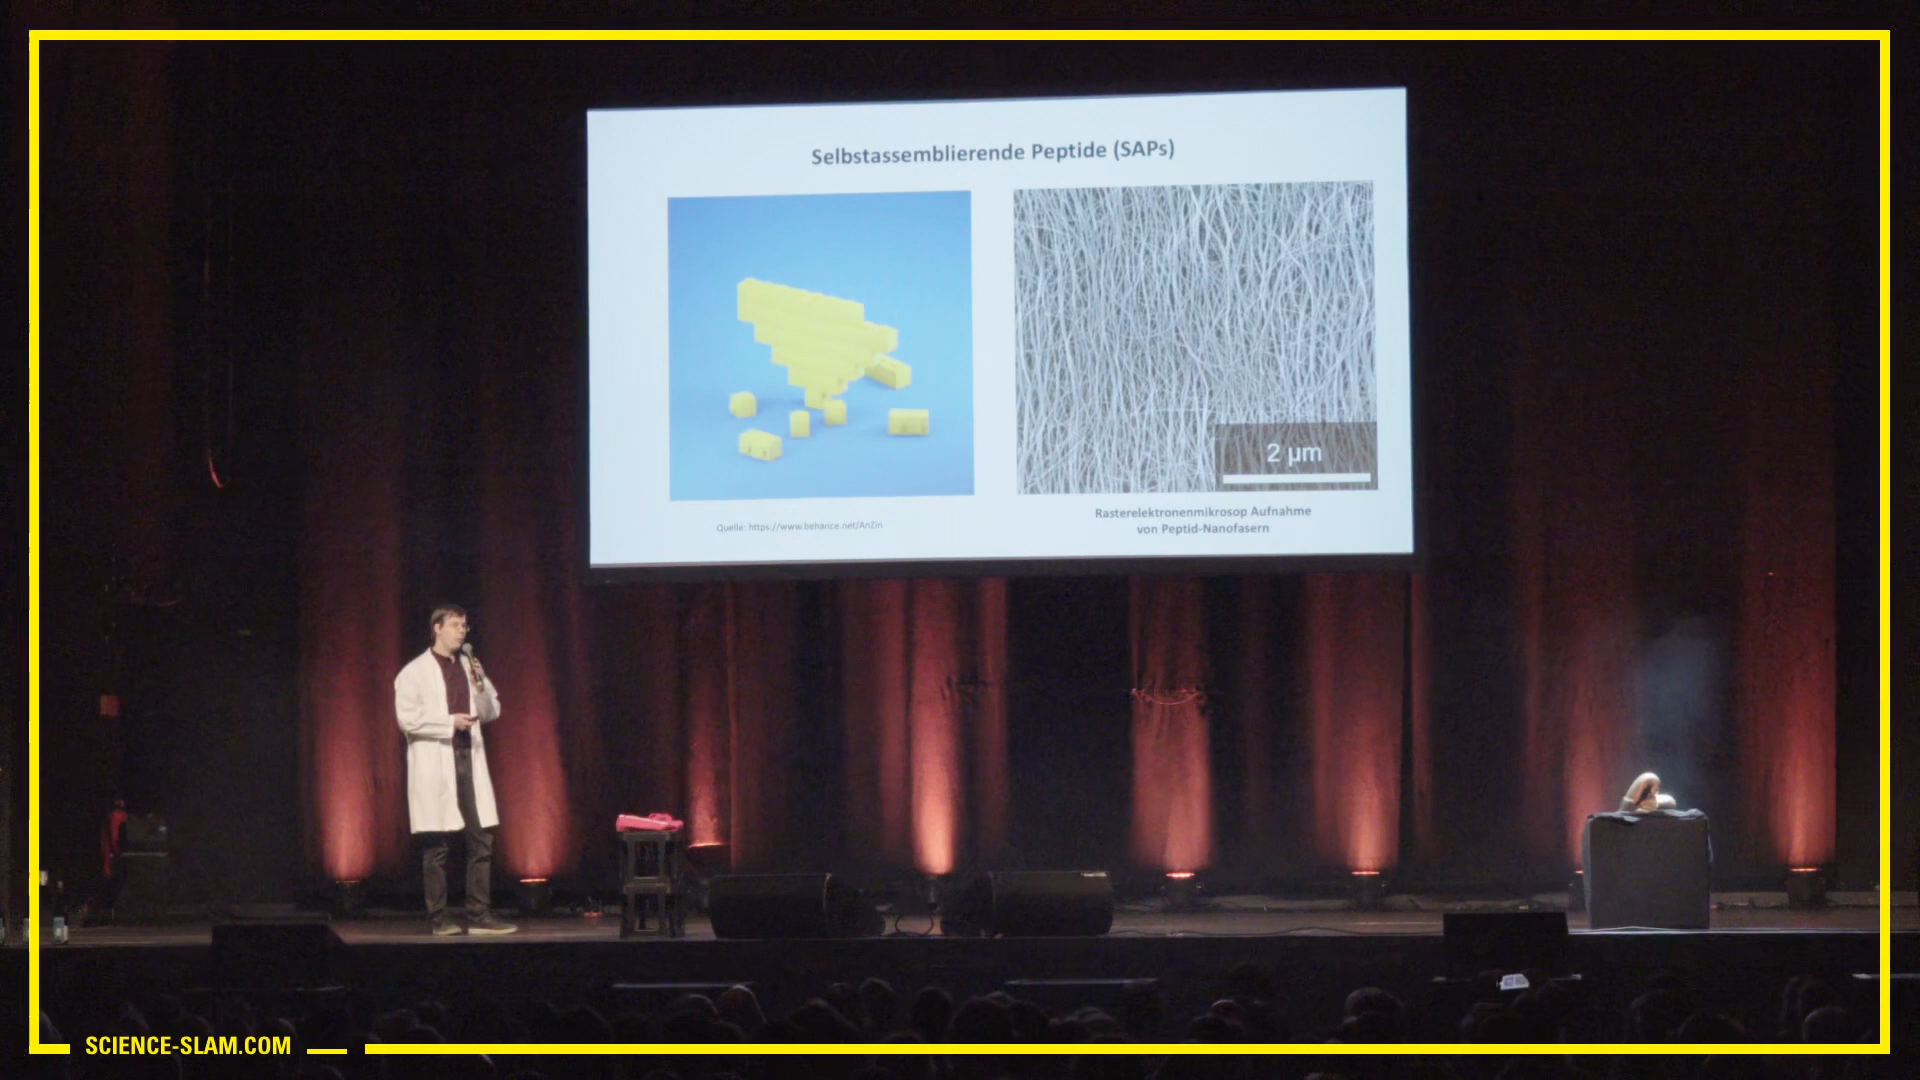 Selbstassemblierende Peptide (SAPs)
2 µm
Quelle: https://www.behance.net/AnZin
Rasterelektronenmikrosop Aufnahme
von Peptid-Nanofasern
SCIENCE-SLAM.COM